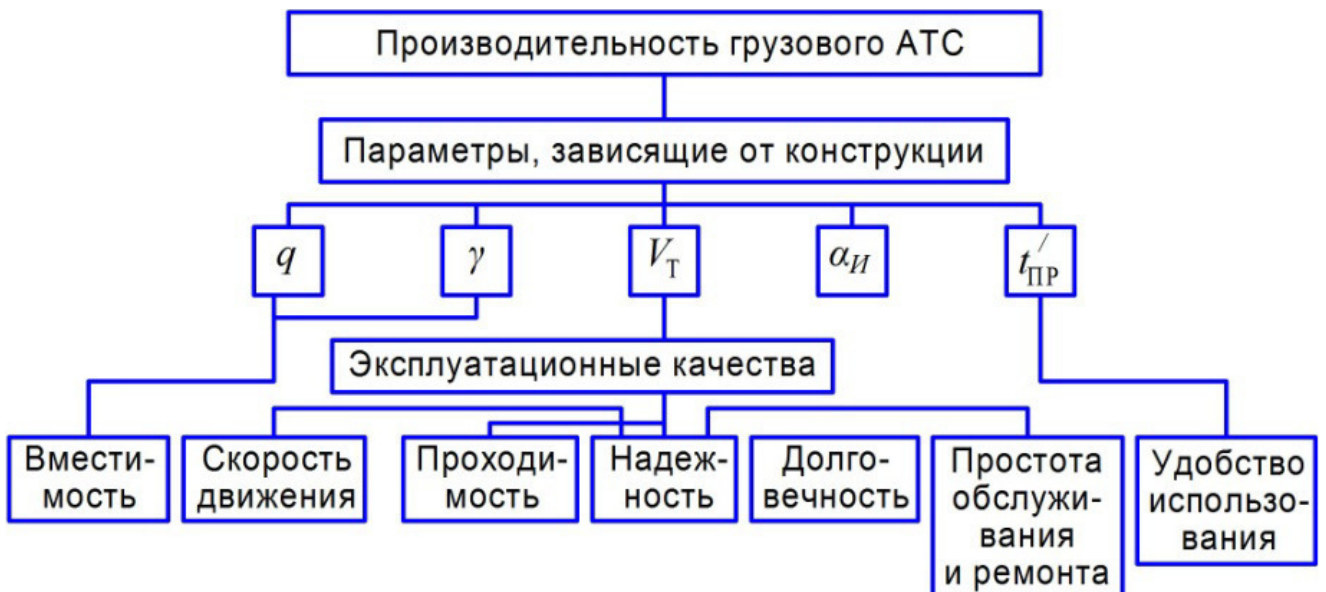 Производительность грузового АТС
Параметры, зависящие от конструкции
q
γ
V_T
α_И
t′_ПР
Эксплуатационные качества
Вмести-
мость
Скорость
движения
Проходи-
мость
Надеж-
ность
Долго-
вечность
Простота
обслужи-
вания
и ремонта
Удобство
использо-
вания